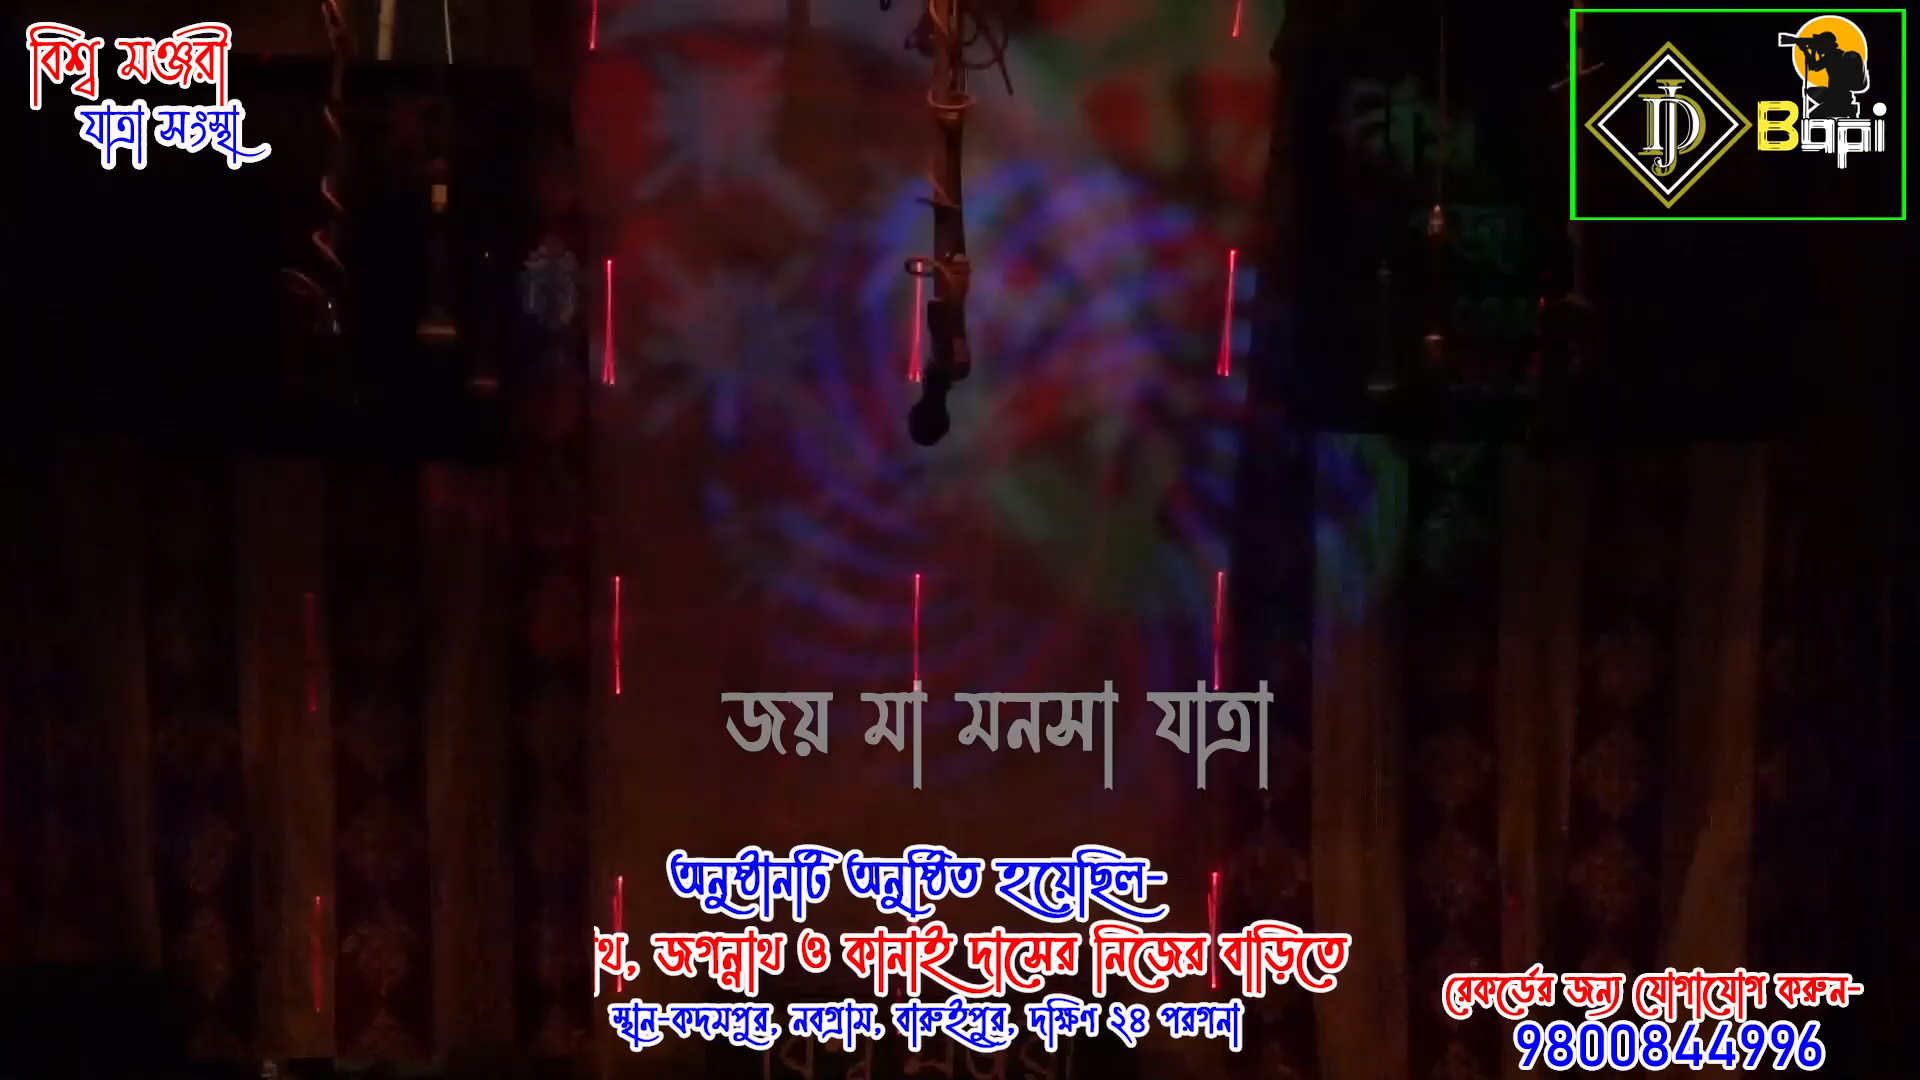 বিশ্ব মঞ্জরী
যাত্রা সংস্থা
JD
Bapi
জয় মা মনসা যাত্রা
অনুষ্ঠানটি অনুষ্ঠিত হয়েছিল-
জগন্নাথ ও কানাই দাসের নিজের বাড়িতে
স্থান-কদমপুর, নবগ্রাম, বারুইপুর, দক্ষিণ ২৪ পরগনা
রেকর্ডের জন্য যোগাযোগ করুন-
9800844996